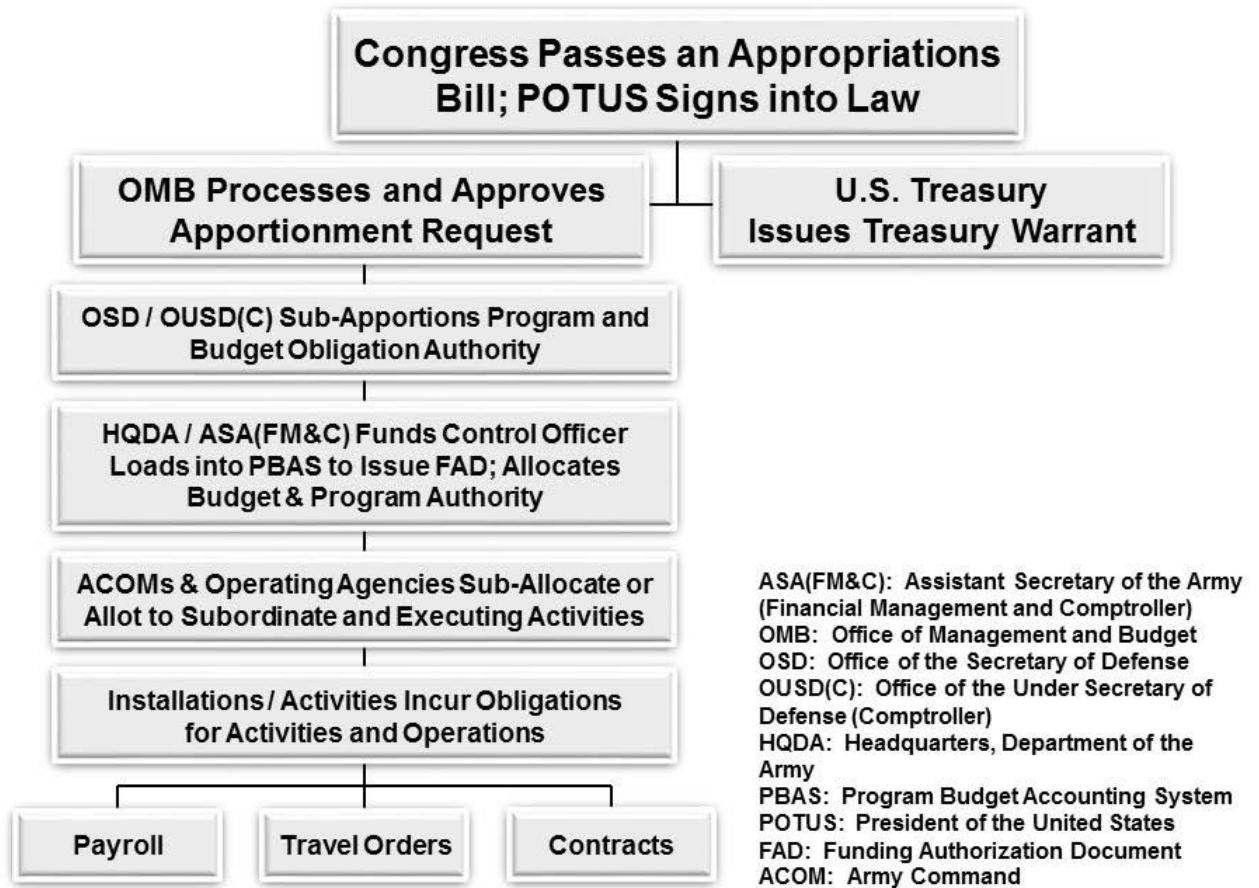 Congress Passes an Appropriations
Bill; POTUS Signs into Law
OMB Processes and Approves
Apportionment Request
U.S. Treasury
Issues Treasury Warrant
OSD / OUSD(C) Sub-Apportions Program and
Budget Obligation Authority
HQDA / ASA(FM&C) Funds Control Officer
Loads into PBAS to Issue FAD; Allocates
Budget & Program Authority
ACOMs & Operating Agencies Sub-Allocate or
Allot to Subordinate and Executing Activities
Installations / Activities Incur Obligations
for Activities and Operations
Payroll
Travel Orders
Contracts
ASA(FM&C): Assistant Secretary of the Army
(Financial Management and Comptroller)
OMB: Office of Management and Budget
OSD: Office of the Secretary of Defense
OUSD(C): Office of the Under Secretary of
Defense (Comptroller)
HQDA: Headquarters, Department of the
Army
PBAS: Program Budget Accounting System
POTUS: President of the United States
FAD: Funding Authorization Document
ACOM: Army Command